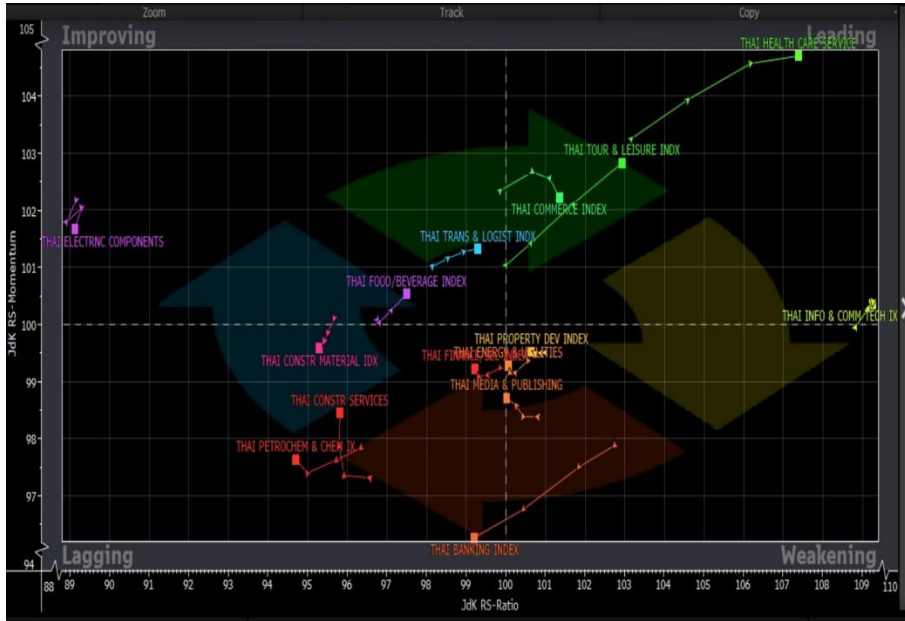 Zoom Track Copy
105
Improving
Leading
THAI HEALTH CARE SERVICE
104
103
THAI TOUR & LEISURE INDX
102
THAI COMMERCE INDEX
THAI ELECTRNC COMPONENTS
THAI TRANS & LOGIST INDX
101
THAI FOOD/BEVERAGE INDEX
THAI INFO & COMM TECH IX
100
THAI PROPERTY DEV INDEX
THAI CONSTR MATERIAL IDX
THAI ENERGY & UTILITIES
99
THAI MEDIA & PUBLISHING
THAI CONSTR SERVICES
98
THAI PETROCHEM & CHEM IX
97
THAI BANKING INDEX
Lagging
Weakening
94
88 89 90 91 92 93 94 95 96 97 98 99 100 101 102 103 104 105 106 107 108 109 110
JdK RS-Ratio
JdK RS-Momentum